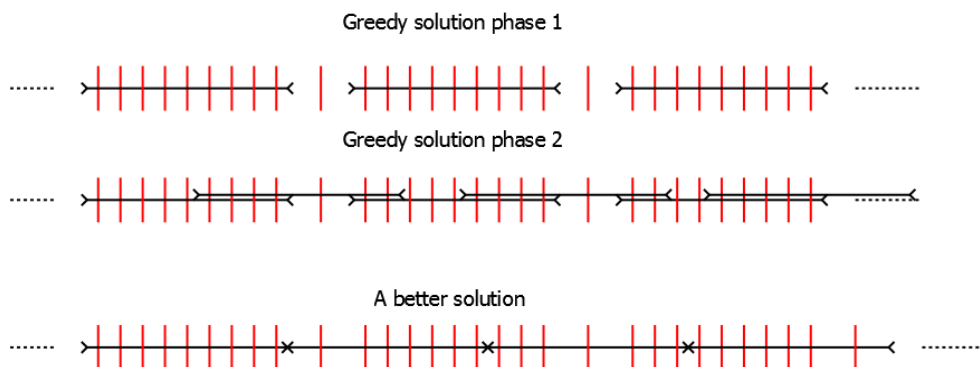 Greedy solution phase 1
Greedy solution phase 2
A better solution